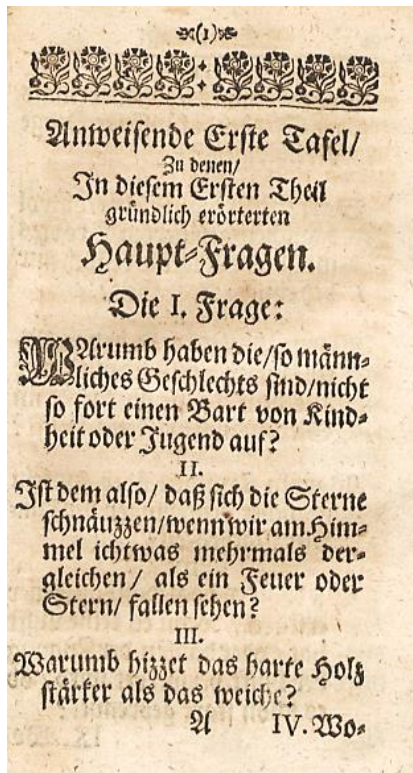 (1)
Anweisende Erste Tafel/
Zu denen/
In diesem Ersten Theil
gründlich erörterten
Haupt-Fragen.
Die I. Frage:
WArumb haben die/so männ-
liches Geschlechts sind/nicht
so fort einen Bart von Kind-
heit oder Jugend auf?
II.
Ist dem also/ daß sich die Sterne
schnäuzzen/wenn wir am Him-
mel ichtwas mehrmals der-
gleichen/ als ein Feuer oder
Stern/ fallen sehen?
III.
Warumb hizzet das harte Holz
stärker als das weiche?
A IV. Wo-